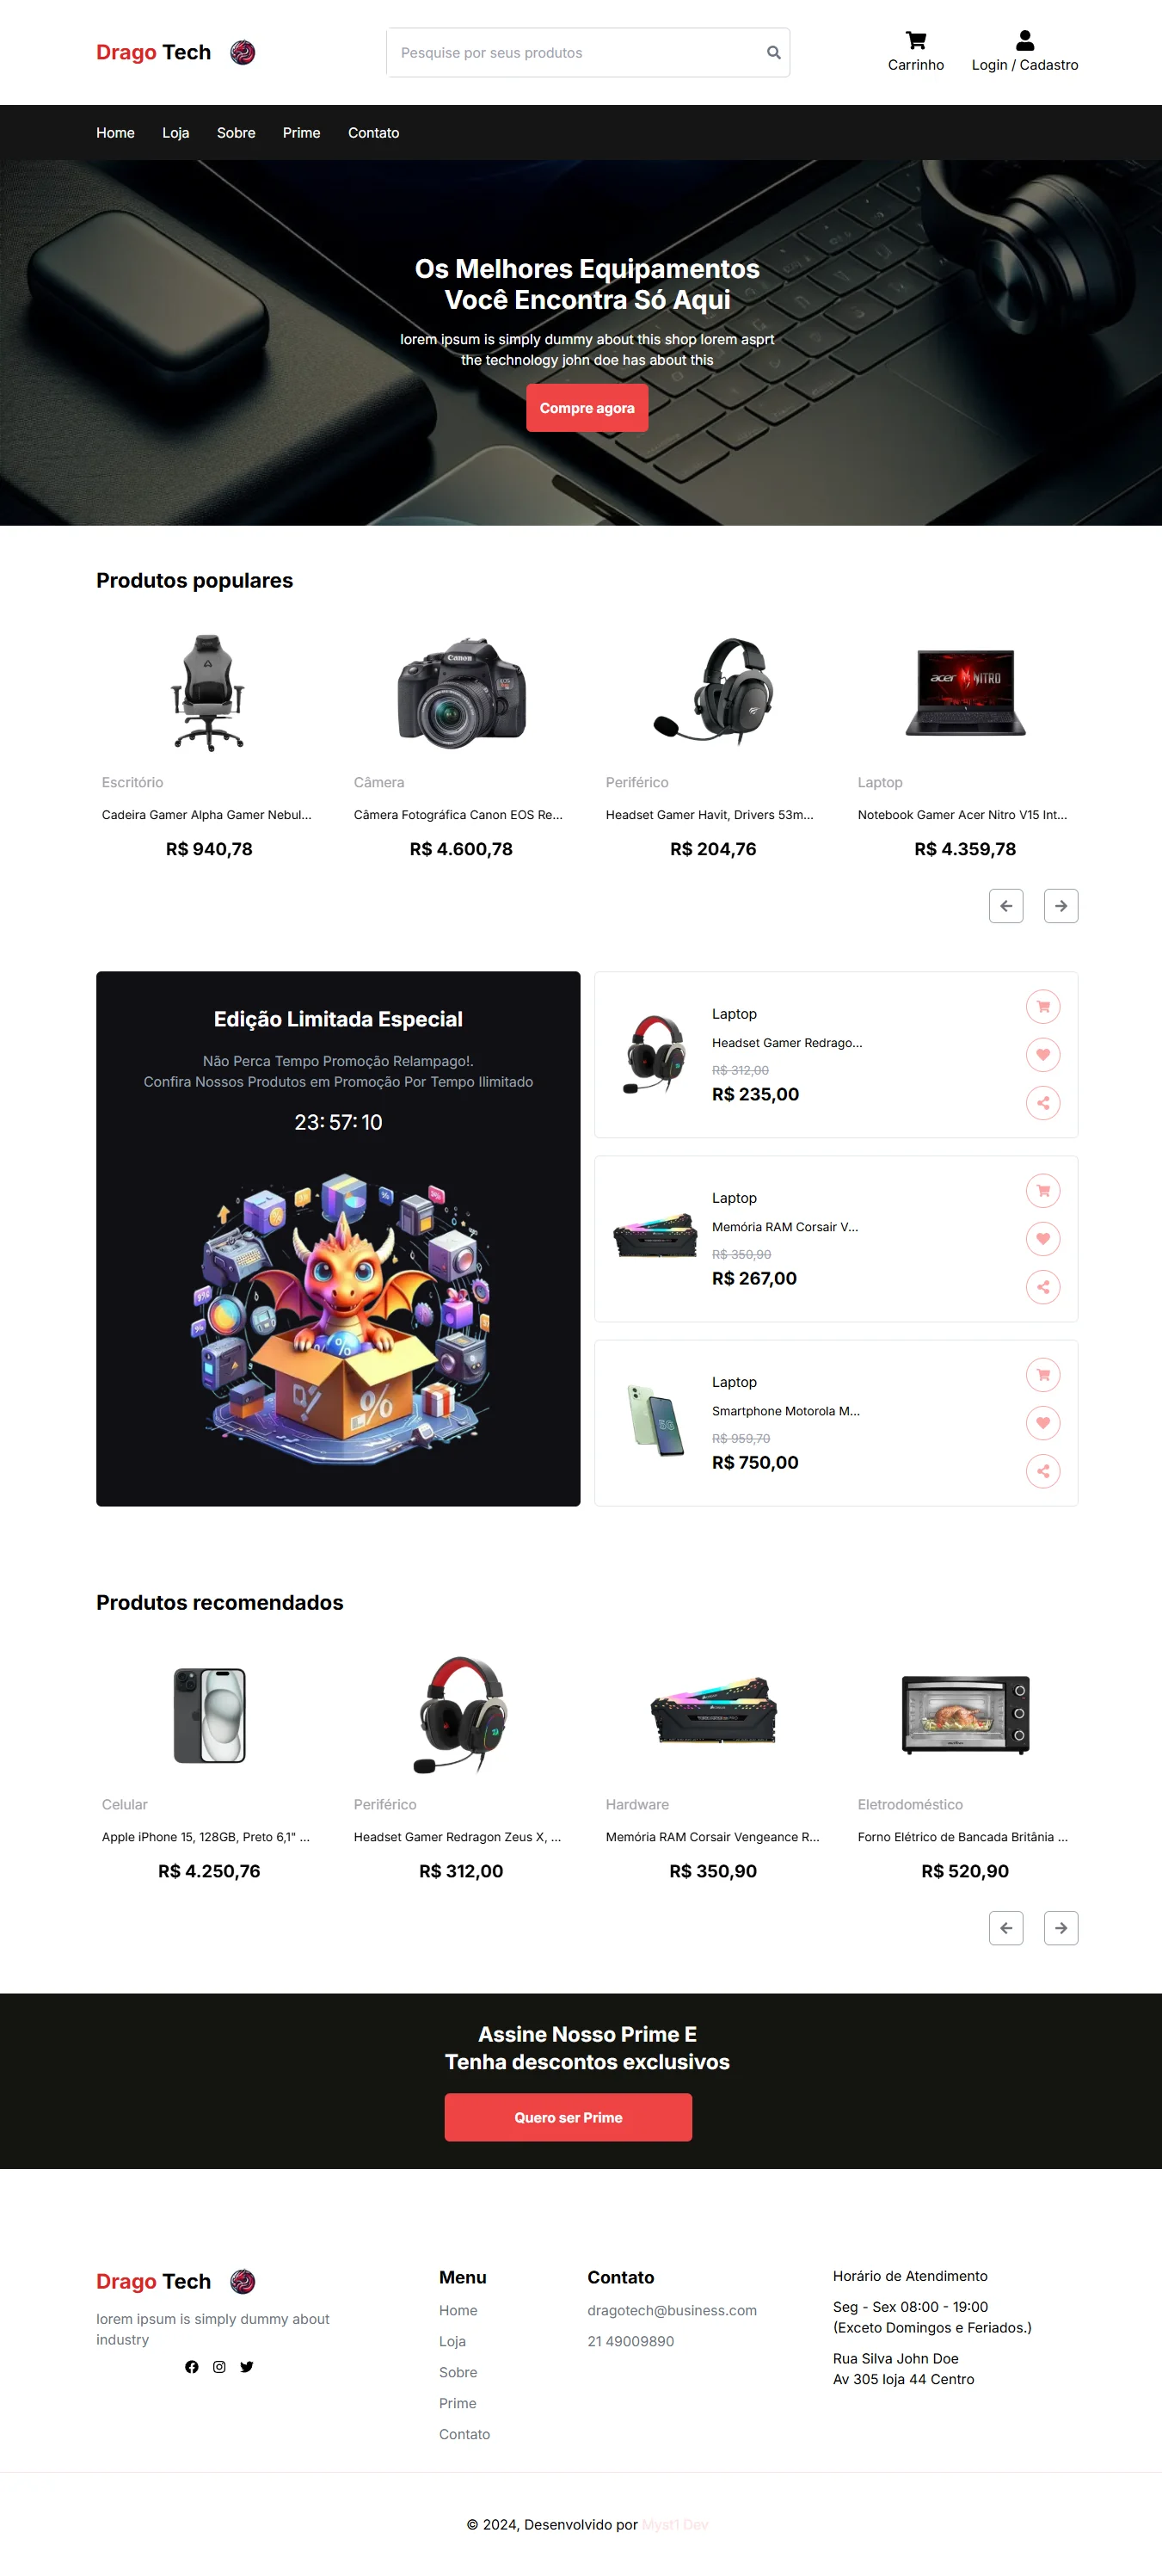 Drago Tech
Pesquise por seus produtos
Carrinho
Login / Cadastro
Home
Loja
Sobre
Prime
Contato
Os Melhores Equipamentos
Você Encontra Só Aqui
lorem ipsum is simply dummy about this shop lorem asprt
the technology john doe has about this
Compre agora
Produtos populares
Canon
EOS
acer NITRO
Escritório
Câmera
Periférico
Laptop
Cadeira Gamer Alpha Gamer Nebul...
Câmera Fotográfica Canon EOS Re...
Headset Gamer Havit, Drivers 53m...
Notebook Gamer Acer Nitro V15 Int...
R$ 940,78
R$ 4.600,78
R$ 204,76
R$ 4.359,78
Edição Limitada Especial
Não Perca Tempo Promoção Relampago!.
Confira Nossos Produtos em Promoção Por Tempo Ilimitado
23: 57: 10
%
%
Laptop
Headset Gamer Redrago...
R$ 312,00
R$ 235,00
Laptop
Memória RAM Corsair V...
R$ 350,90
R$ 267,00
5G
Laptop
Smartphone Motorola M...
R$ 959,70
R$ 750,00
Produtos recomendados
Celular
Periférico
Hardware
Eletrodoméstico
Apple iPhone 15, 128GB, Preto 6,1" ...
Headset Gamer Redragon Zeus X, ...
Memória RAM Corsair Vengeance R...
Forno Elétrico de Bancada Britânia ...
R$ 4.250,76
R$ 312,00
R$ 350,90
R$ 520,90
Assine Nosso Prime E
Tenha descontos exclusivos
Quero ser Prime
Drago Tech
lorem ipsum is simply dummy about
industry
Menu
Home
Loja
Sobre
Prime
Contato
Contato
dragotech@business.com
21 49009890
Horário de Atendimento
Seg - Sex 08:00 - 19:00
(Exceto Domingos e Feriados.)
Rua Silva John Doe
Av 305 loja 44 Centro
© 2024, Desenvolvido por Myst1 Dev